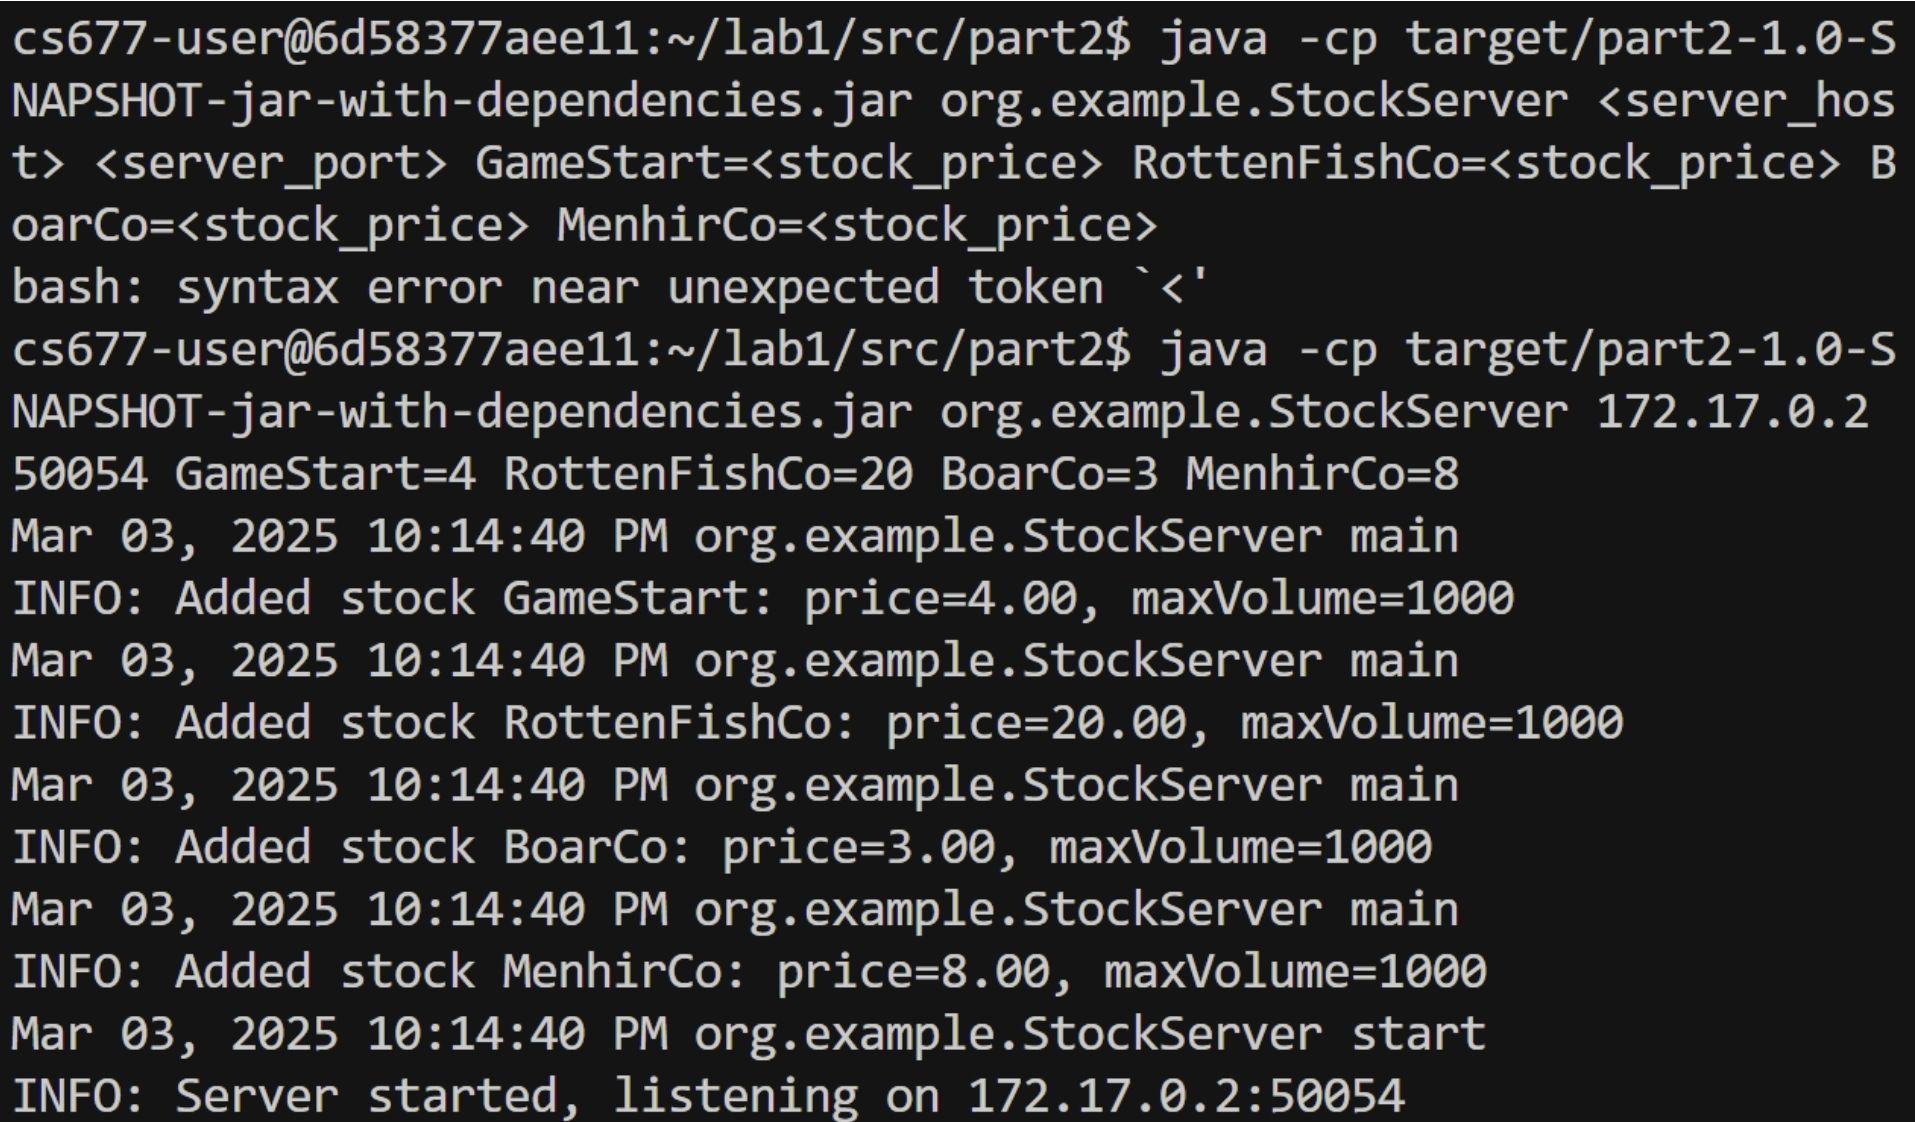 cs677-user@6d58377aee11:~/lab1/src/part2$ java -cp target/part2-1.0-S
NAPSHOT-jar-with-dependencies.jar org.example.StockServer <server_hos
t> <server_port> GameStart=<stock_price> RottenFishCo=<stock_price> B
oarCo=<stock_price> MenhirCo=<stock_price>
bash: syntax error near unexpected token `<'
cs677-user@6d58377aee11:~/lab1/src/part2$ java -cp target/part2-1.0-S
NAPSHOT-jar-with-dependencies.jar org.example.StockServer 172.17.0.2
50054 GameStart=4 RottenFishCo=20 BoarCo=3 MenhirCo=8
Mar 03, 2025 10:14:40 PM org.example.StockServer main
INFO: Added stock GameStart: price=4.00, maxVolume=1000
Mar 03, 2025 10:14:40 PM org.example.StockServer main
INFO: Added stock RottenFishCo: price=20.00, maxVolume=1000
Mar 03, 2025 10:14:40 PM org.example.StockServer main
INFO: Added stock BoarCo: price=3.00, maxVolume=1000
Mar 03, 2025 10:14:40 PM org.example.StockServer main
INFO: Added stock MenhirCo: price=8.00, maxVolume=1000
Mar 03, 2025 10:14:40 PM org.example.StockServer start
INFO: Server started, listening on 172.17.0.2:50054